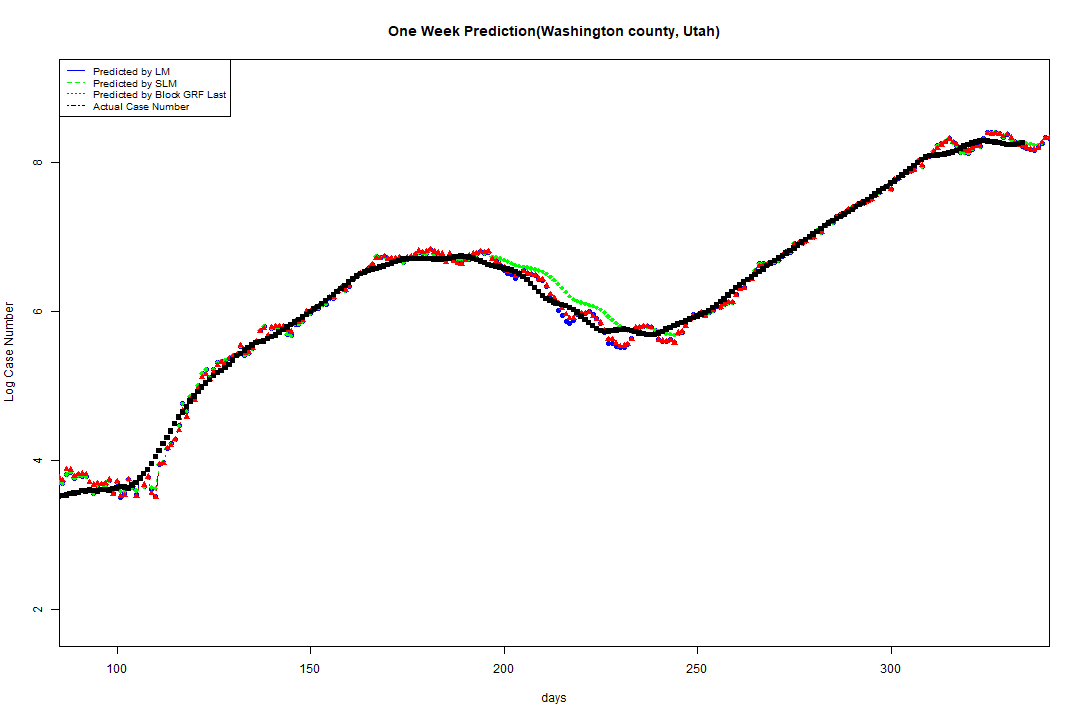 One Week Prediction(Washington county, Utah)
Predicted by LM
Predicted by SLM
Predicted by Block GRF Last
Actual Case Number
8
6
4
2
Log Case Number
100 150 200 250 300
days